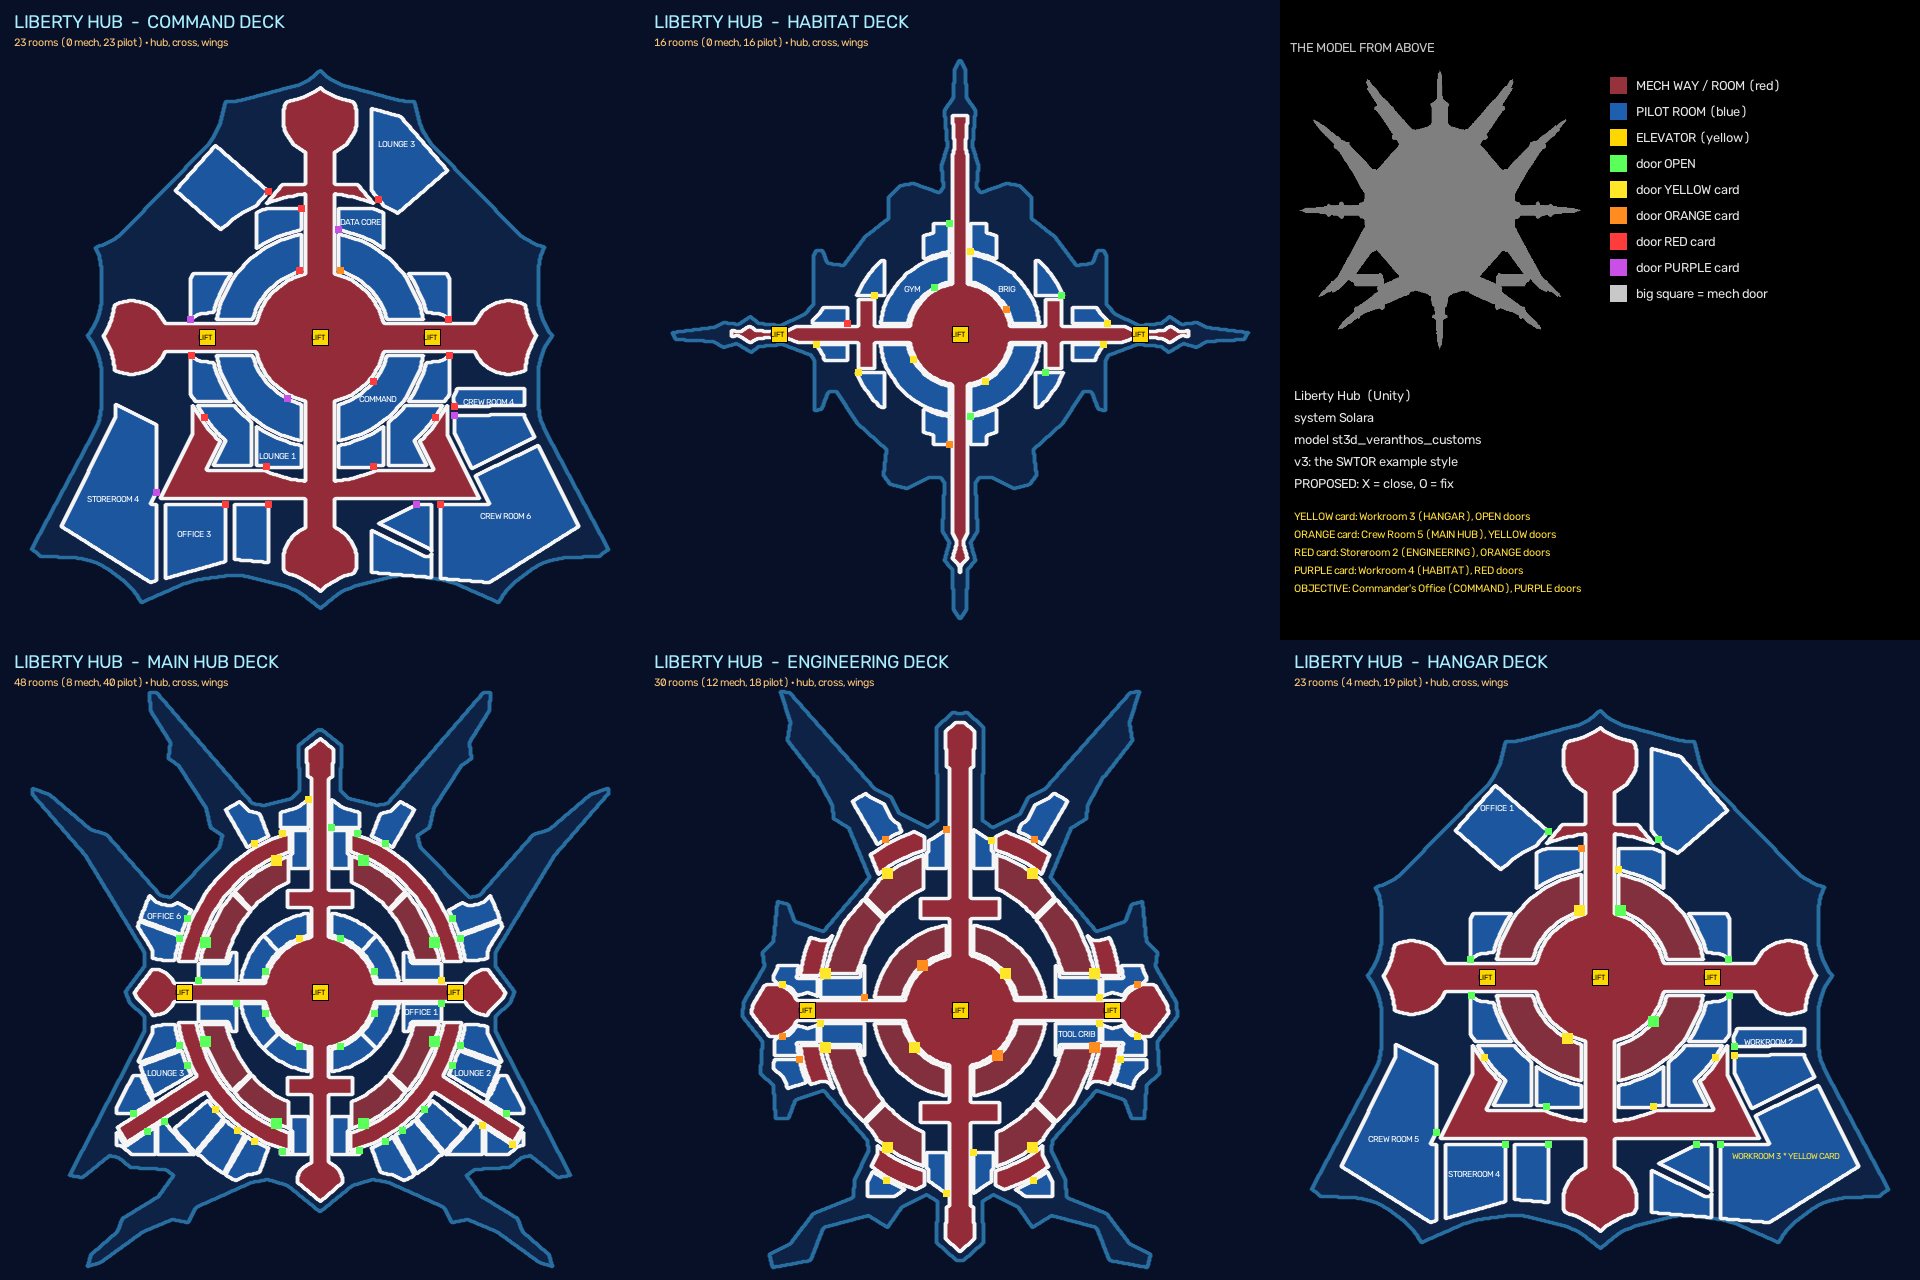 LIBERTY HUB - COMMAND DECK
23 rooms (0 mech, 23 pilot) • hub, cross, wings
LOUNGE 3
DATA CORE
LIFT
LIFT
LIFT
COMMAND
CREW ROOM 4
LOUNGE 1
STOREROOM 4
CREW ROOM 6
OFFICE 3
LIBERTY HUB - HABITAT DECK
16 rooms (0 mech, 16 pilot) • hub, cross, wings
GYM
BRIG
LIFT
LIFT
LIFT
THE MODEL FROM ABOVE
MECH WAY / ROOM (red)
PILOT ROOM (blue)
ELEVATOR (yellow)
door OPEN
door YELLOW card
door ORANGE card
door RED card
door PURPLE card
big square = mech door
Liberty Hub (Unity)
system Solara
model st3d_veranthos_customs
v3: the SWTOR example style
PROPOSED: X = close, O = fix
YELLOW card: Workroom 3 (HANGAR), OPEN doors
ORANGE card: Crew Room 5 (MAIN HUB), YELLOW doors
RED card: Storeroom 2 (ENGINEERING), ORANGE doors
PURPLE card: Workroom 4 (HABITAT), RED doors
OBJECTIVE: Commander's Office (COMMAND), PURPLE doors
LIBERTY HUB - MAIN HUB DECK
48 rooms (8 mech, 40 pilot) • hub, cross, wings
OFFICE 6
LIFT
LIFT
LIFT
OFFICE 1
LOUNGE 3
LOUNGE 2
LIBERTY HUB - ENGINEERING DECK
30 rooms (12 mech, 18 pilot) • hub, cross, wings
LIFT
LIFT
LIFT
TOOL CRIB
LIBERTY HUB - HANGAR DECK
23 rooms (4 mech, 19 pilot) • hub, cross, wings
OFFICE 1
LIFT
LIFT
LIFT
WORKROOM 2
CREW ROOM 5
WORKROOM 3 * YELLOW CARD
STOREROOM 4